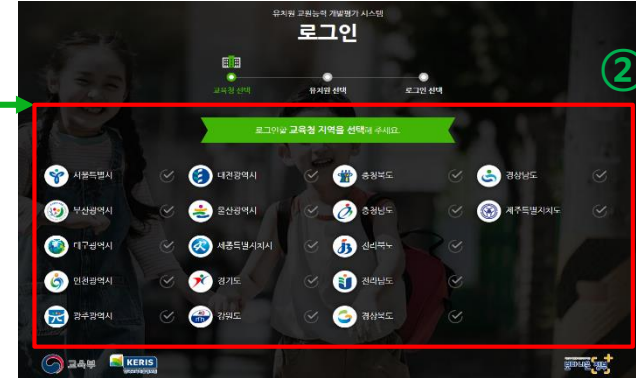 유치원 교원능력 개발평가 시스템
로그인
②
교육청 선택
유치원 선택
로그인 선택
로그인할 교육청 지역을 선택해 주세요.
서울특별시
대전광역시
충청북도
경상남도
부산광역시
울산광역시
충청남도
제주특별자치도
대구광역시
세종특별자치시
전라북도
인천광역시
경기도
전라남도
광주광역시
강원도
경상북도
교육부
KERIS